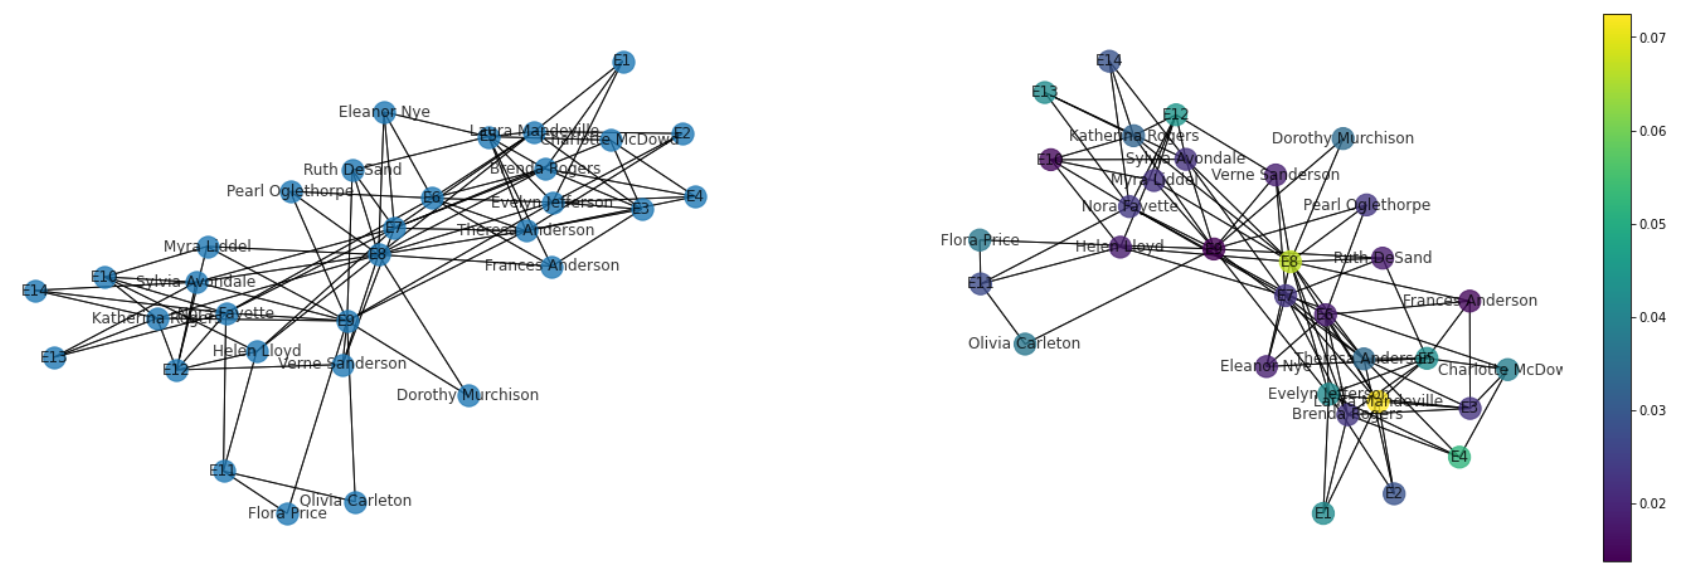 E1
Eleanor Nye
Laura Mandeville
E5
E2
Charlotte McDowd
Ruth DeSand
Brenda Rogers
Pearl Oglethorpe
E6
E4
Evelyn Jefferson
E3
E7
Theresa Anderson
Myra Liddel
E8
Frances Anderson
E10
Sylvia Avondale
E14
Katherina Rogers
Nora Fayette
E9
E13
Helen Lloyd
Verne Sanderson
E12
Dorothy Murchison
E11
Olivia Carleton
Flora Price
E14
E13
E12
Katherina Rogers
Dorothy Murchison
E10
Sylvia Avondale
Myra Liddel
Verne Sanderson
Nora Fayette
Pearl Oglethorpe
Flora Price
Helen Lloyd
E9
E8
Ruth DeSand
E11
E7
Frances Anderson
E6
Olivia Carleton
Theresa Anderson
E5
Eleanor Nye
Charlotte McDow
Evelyn Jefferson
Laura Mandeville
Brenda Rogers
E3
E4
E2
E1
0.07
0.06
0.05
0.04
0.03
0.02